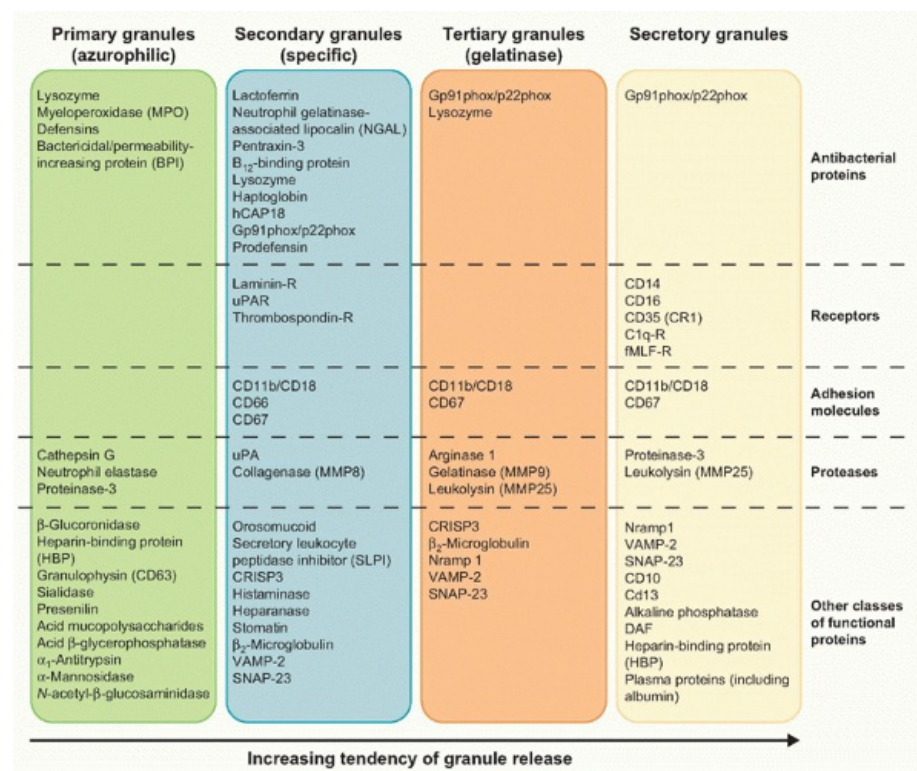 Primary granules
(azurophilic)
Secondary granules
(specific)
Tertiary granules
(gelatinase)
Secretory granules
Lysozyme
Myeloperoxidase (MPO)
Defensins
Bactericidal/permeability-
increasing protein (BPI)
Lactoferrin
Neutrophil gelatinase-
associated lipocalin (NGAL)
Pentraxin-3
B₁₂-binding protein
Lysozyme
Haptoglobin
hCAP18
Gp91phox/p22phox
Prodefensin
Gp91phox/p22phox
Lysozyme
Gp91phox/p22phox
Antibacterial
proteins
Laminin-R
uPAR
Thrombospondin-R
CD14
CD16
CD35 (CR1)
C1q-R
fMLF-R
Receptors
CD11b/CD18
CD66
CD67
CD11b/CD18
CD67
CD11b/CD18
CD67
Adhesion
molecules
Cathepsin G
Neutrophil elastase
Proteinase-3
uPA
Collagenase (MMP8)
Arginase 1
Gelatinase (MMP9)
Leukolysin (MMP25)
Proteinase-3
Leukolysin (MMP25)
Proteases
β-Glucoronidase
Heparin-binding protein
(HBP)
Granulophysin (CD63)
Sialidase
Presenilin
Acid mucopolysaccharides
Acid β-glycerophosphatase
α₁-Antitrypsin
α-Mannosidase
N-acetyl-β-glucosaminidase
Orosomucoid
Secretory leukocyte
peptidase inhibitor (SLPI)
CRISP3
Histaminase
Heparanase
Stomatin
β₂-Microglobulin
VAMP-2
SNAP-23
CRISP3
β₂-Microglobulin
Nramp 1
VAMP-2
SNAP-23
Nramp1
VAMP-2
SNAP-23
CD10
Cd13
Alkaline phosphatase
DAF
Heparin-binding protein
(HBP)
Plasma proteins (including
albumin)
Other classes
of functional
proteins
Increasing tendency of granule release